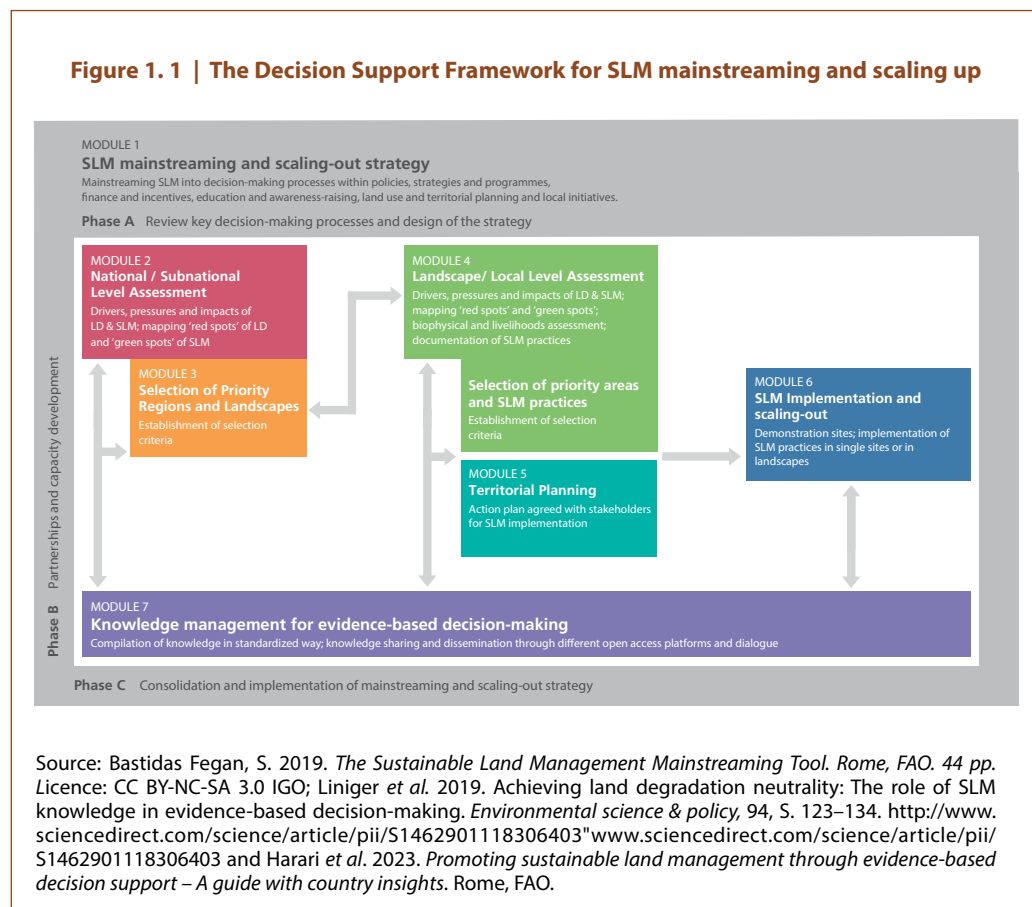 Figure 1. 1 | The Decision Support Framework for SLM mainstreaming and scaling up
MODULE 1
SLM mainstreaming and scaling-out strategy
Mainstreaming SLM into decision-making processes within policies, strategies and programmes,
finance and incentives, education and awareness-raising, land use and territorial planning and local initiatives.
Phase A Review key decision-making processes and design of the strategy
MODULE 2
National / Subnational
Level Assessment
Drivers, pressures and impacts of
LD & SLM; mapping ‘red spots’ of LD
and ‘green spots’ of SLM
MODULE 3
Selection of Priority
Regions and Landscapes
Establishment of selection
criteria
MODULE 4
Landscape/ Local Level Assessment
Drivers, pressures and impacts of LD & SLM;
mapping ‘red spots’ and ‘green spots’;
biophysical and livelihoods assessment;
documentation of SLM practices
Selection of priority areas
and SLM practices
Establishment of selection
criteria
MODULE 5
Territorial Planning
Action plan agreed with stakeholders
for SLM implementation
MODULE 6
SLM Implementation and
scaling-out
Demonstration sites; implementation of
SLM practices in single sites or in
landscapes
Phase B Partnerships and capacity development
MODULE 7
Knowledge management for evidence-based decision-making
Compilation of knowledge in standardized way; knowledge sharing and dissemination through different open access platforms and dialogue
Phase C Consolidation and implementation of mainstreaming and scaling-out strategy
Source: Bastidas Fegan, S. 2019. The Sustainable Land Management Mainstreaming Tool. Rome, FAO. 44 pp.
Licence: CC BY-NC-SA 3.0 IGO; Liniger et al. 2019. Achieving land degradation neutrality: The role of SLM
knowledge in evidence-based decision-making. Environmental science & policy, 94, S. 123–134. http://www.
sciencedirect.com/science/article/pii/S1462901118306403"www.sciencedirect.com/science/article/pii/
S1462901118306403 and Harari et al. 2023. Promoting sustainable land management through evidence-based
decision support – A guide with country insights. Rome, FAO.